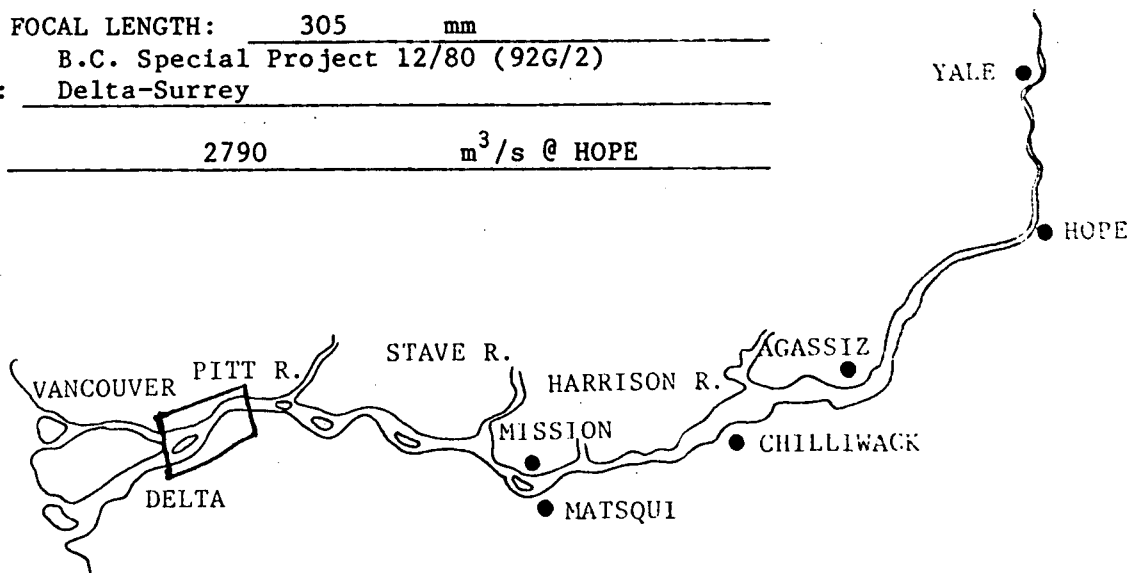 FOCAL LENGTH: 305 mm
B.C. Special Project 12/80 (92G/2)
: Delta-Surrey
2790 m³/s @ HOPE
YALE
HOPE
AGASSIZ
STAVE R.
PITT R.
HARRISON R.
VANCOUVER
MISSION
CHILLIWACK
DELTA
MATSQUI